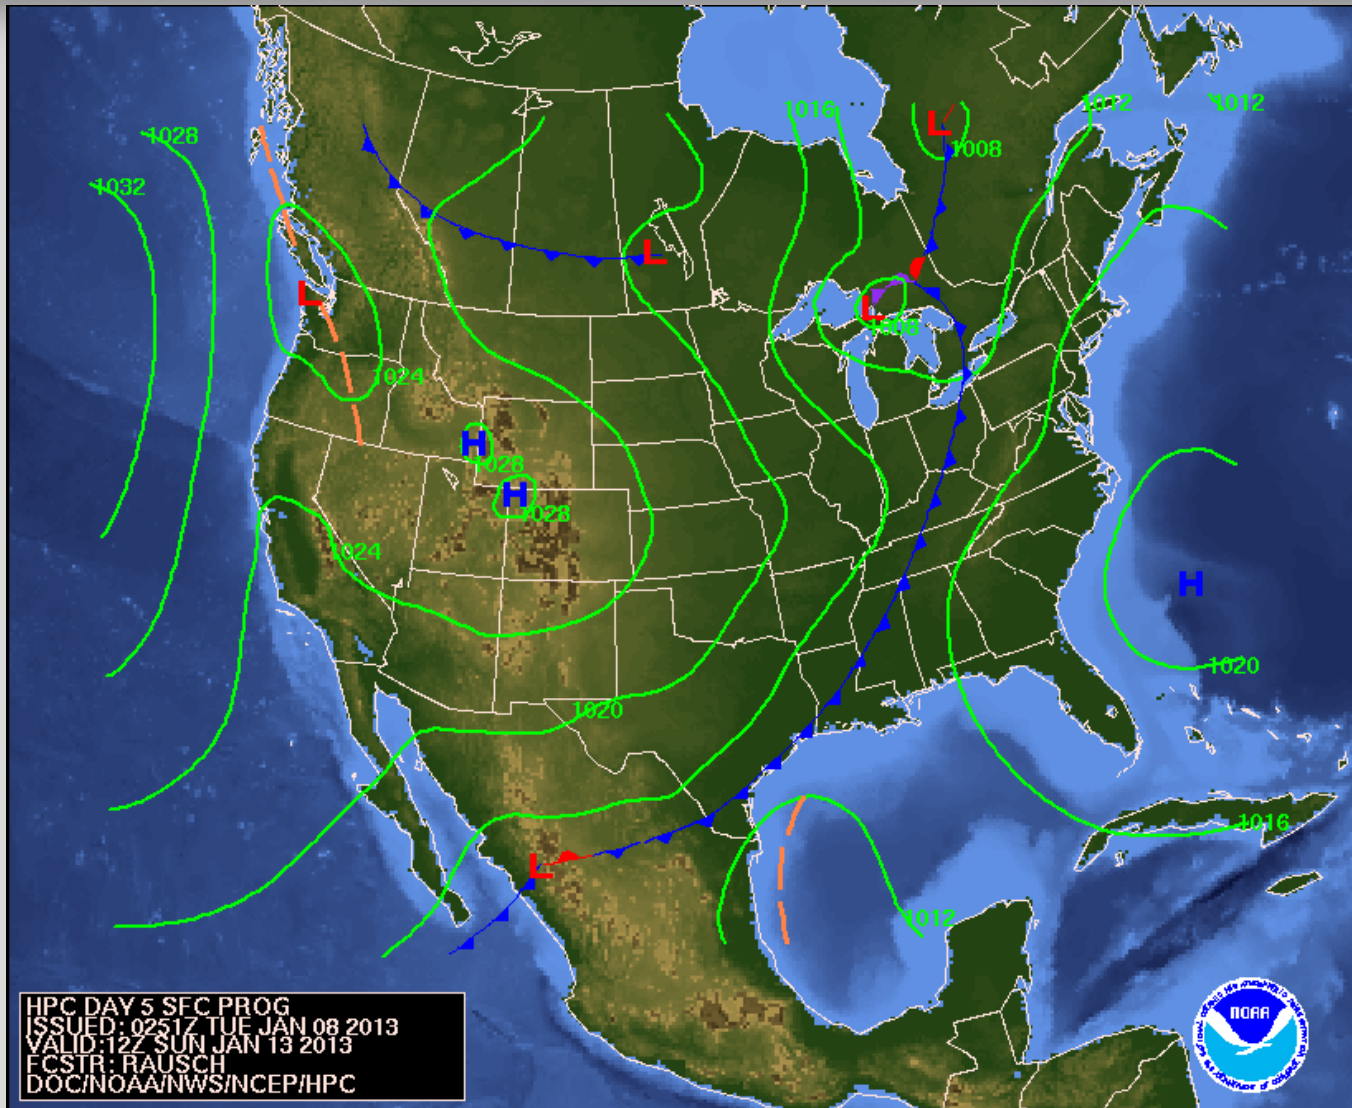 1016
1012
1012
1028
1008
1032
L
L
L
L
1008
1024
H
1028
H
1028
1024
H
1020
1020
1016
L
1012
HPC DAY 5 SFC PROG
ISSUED: 0251Z TUE JAN 08 2013
VALID:12Z SUN JAN 13 2013
FCSTR: RAUSCH
DOC/NOAA/NWS/NCEP/HPC
NOAA